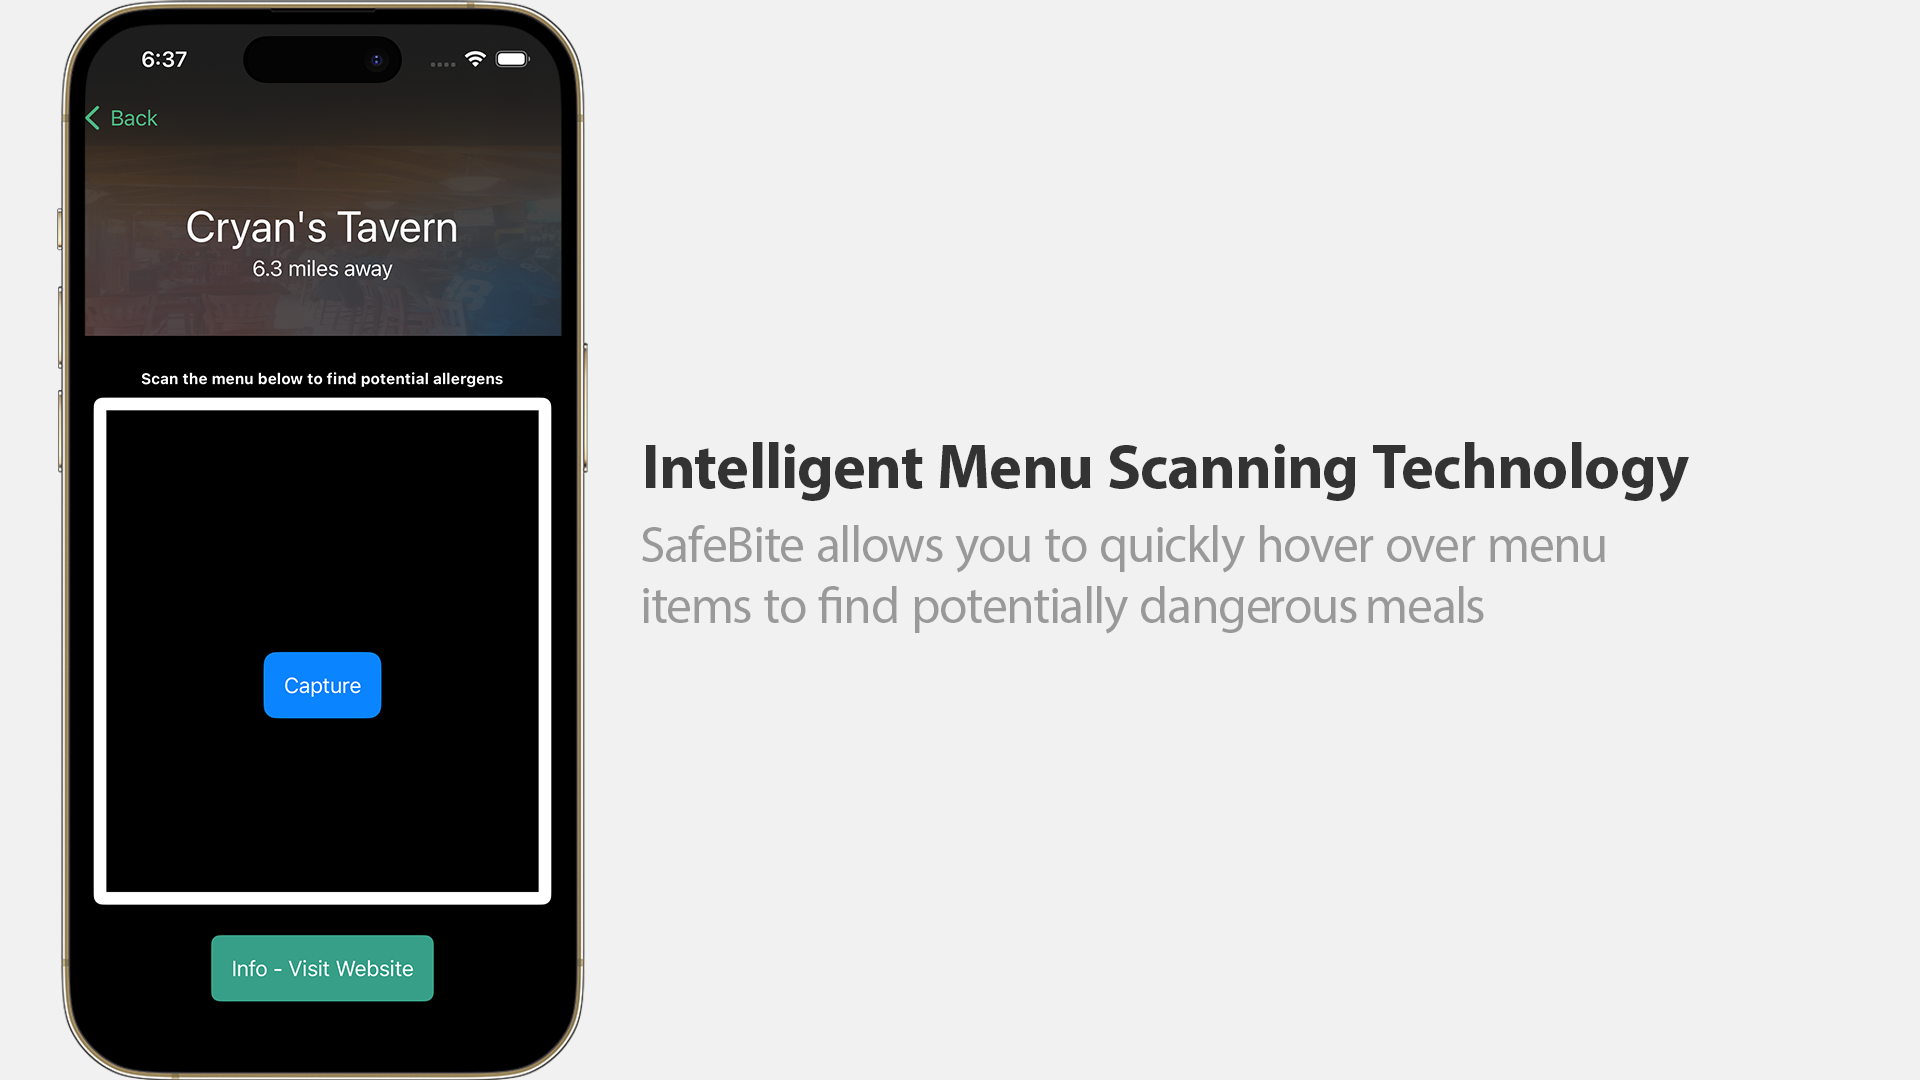 6:37
Back
Cryan's Tavern
6.3 miles away
Scan the menu below to find potential allergens
Capture
Info - Visit Website
Intelligent Menu Scanning Technology
SafeBite allows you to quickly hover over menu
items to find potentially dangerous meals